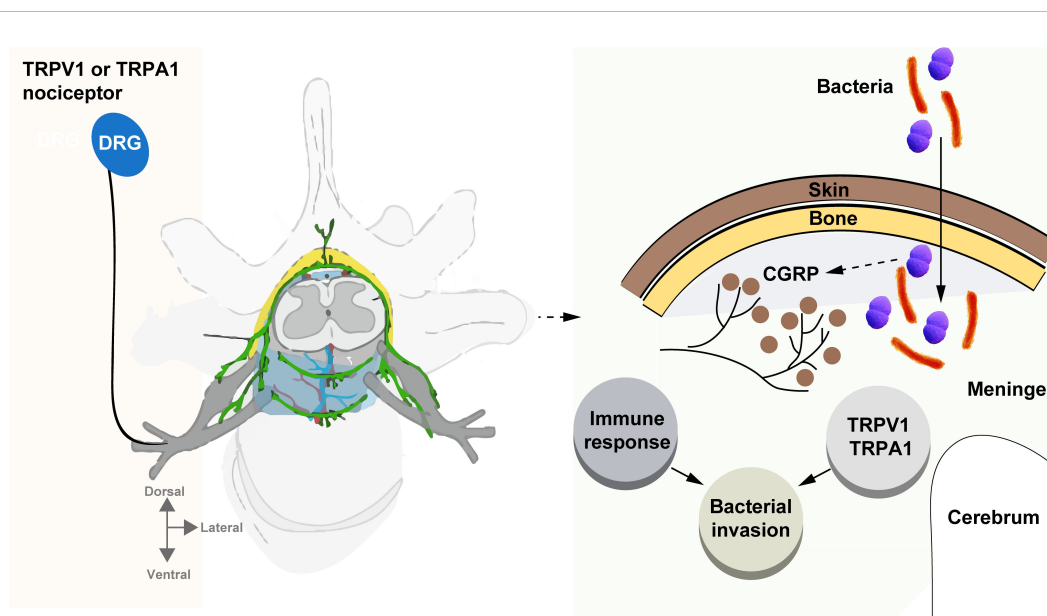 TRPV1 or TRPA1
nociceptor
DRG
DRG
Dorsal
Lateral
Ventral
Bacteria
Skin
Bone
CGRP
Meninge
Immune
response
TRPV1
TRPA1
Bacterial
invasion
Cerebrum